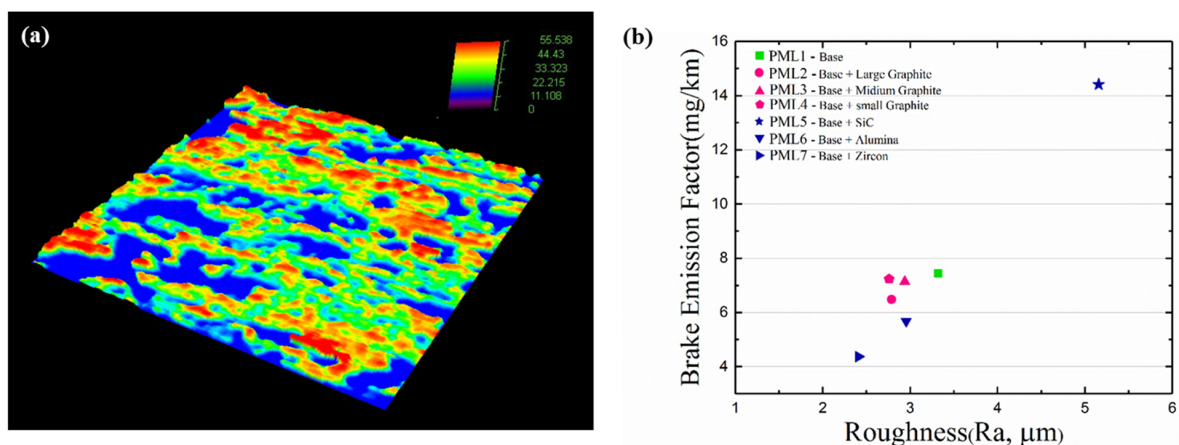 (a)
55.538
44.43
33.323
22.215
11.108
0
(b)
16
14
12
10
8
6
4
Brake Emission Factor(mg/km)
PML1 - Base
PML2 - Base + Large Graphite
PML3 - Base + Midium Graphite
PML4 - Base + small Graphite
PML5 - Base + SiC
PML6 - Base + Alumina
PML7 - Base + Zircon
1 2 3 4 5 6
Roughness(Ra, μm)